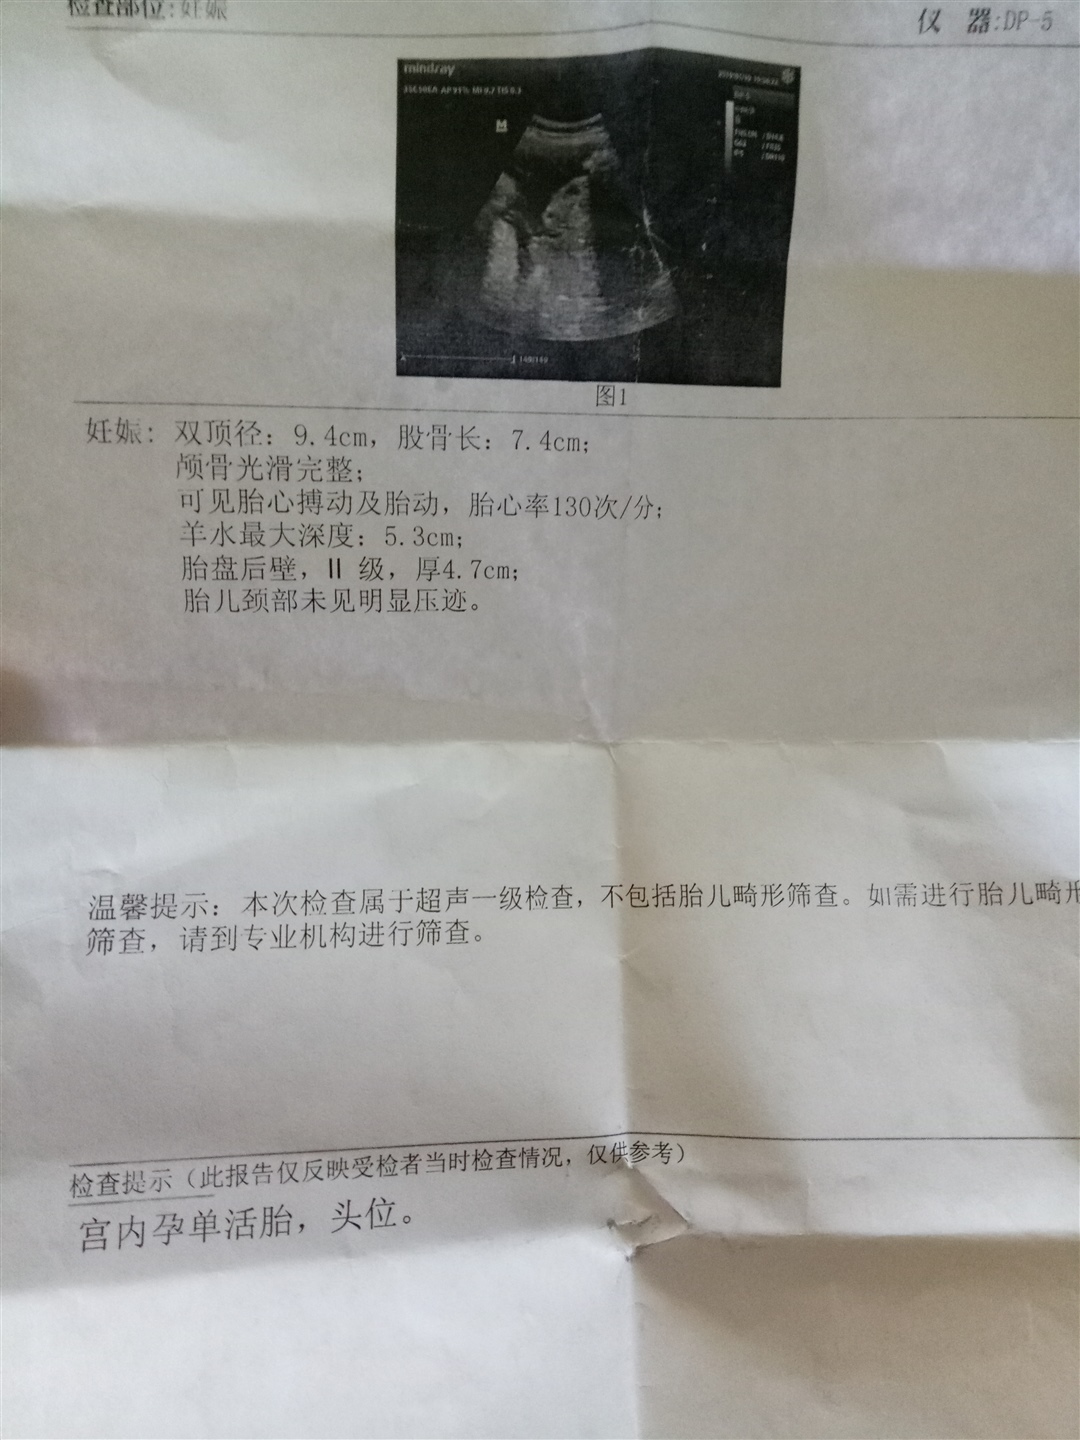 检查部位:妊娠
仪 器:DP-5
mindray
图1
妊娠: 双顶径: 9.4cm, 股骨长: 7.4cm;
颅骨光滑完整;
可见胎心搏动及胎动, 胎心率130次/分;
羊水最大深度: 5.3cm;
胎盘后壁, II 级, 厚4.7cm;
胎儿颈部未见明显压迹。
温馨提示: 本次检查属于超声一级检查, 不包括胎儿畸形筛查。如需进行胎儿畸形
筛查, 请到专业机构进行筛查。
检查提示 (此报告仅反映受检者当时检查情况, 仅供参考)
宫内孕单活胎, 头位。